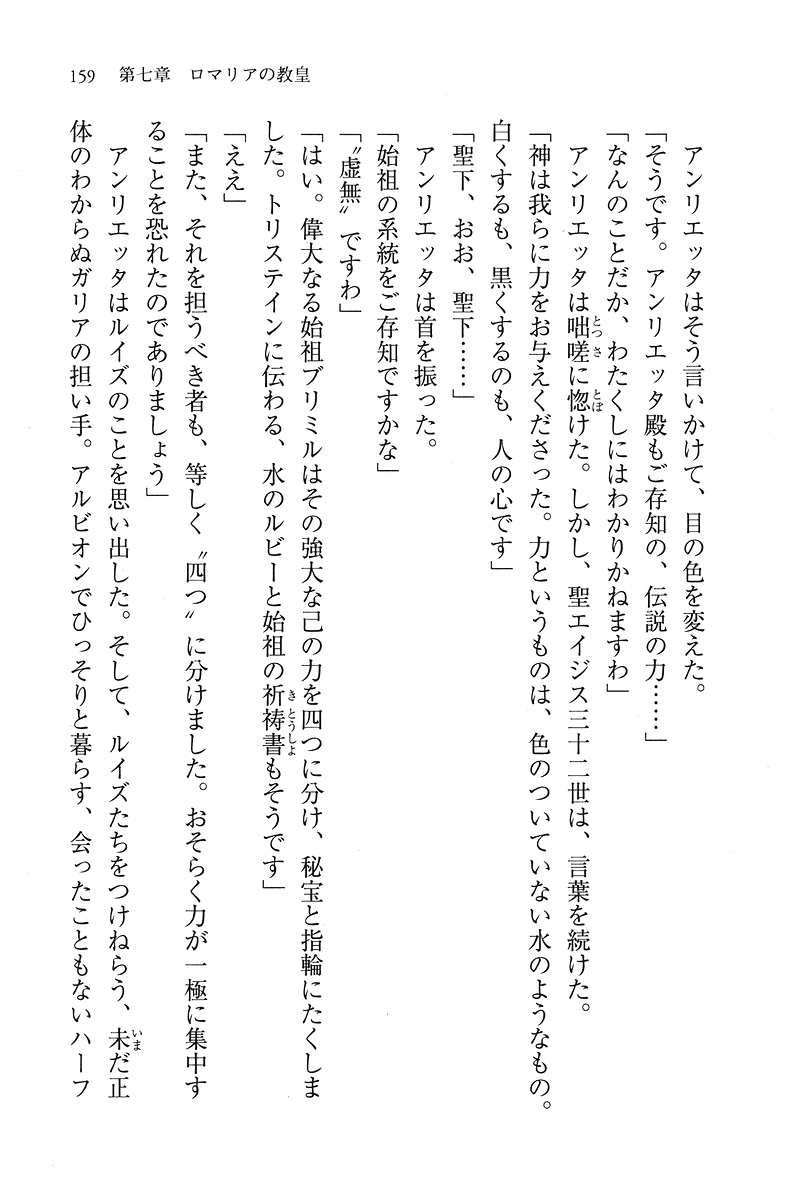 159　第七章　ロマリアの教皇
　アンリエッタはそう言いかけて、目の色を変えた。
「そうです。アンリエッタ殿もご存知の、伝説の力……」
「なんのことだか、わたくしにはわかりかねますわ」
　アンリエッタは咄嗟に惚けた。しかし、聖エイジス三十二世は、言葉を続けた。
「神は我らに力をお与えくださった。力というものは、色のついていない水のようなもの。
白くするも、黒くするのも、人の心です」
「聖下、おお、聖下……」
　アンリエッタは首を振った。
「始祖の系統をご存知ですかな」
「〝虚無〟ですわ」
「はい。偉大なる始祖ブリミルはその強大な己の力を四つに分け、秘宝と指輪にたくしま
した。トリステインに伝わる、水のルビーと始祖の祈祷書もそうです」
「ええ」
「また、それを担うべき者も、等しく〝四つ〟に分けました。おそらく力が一極に集中す
ることを恐れたのでありましょう」
　アンリエッタはルイズのことを思い出した。そして、ルイズたちをつけねらう、未だ正
体のわからぬガリアの担い手。アルビオンでひっそりと暮らす、会ったこともないハーフ